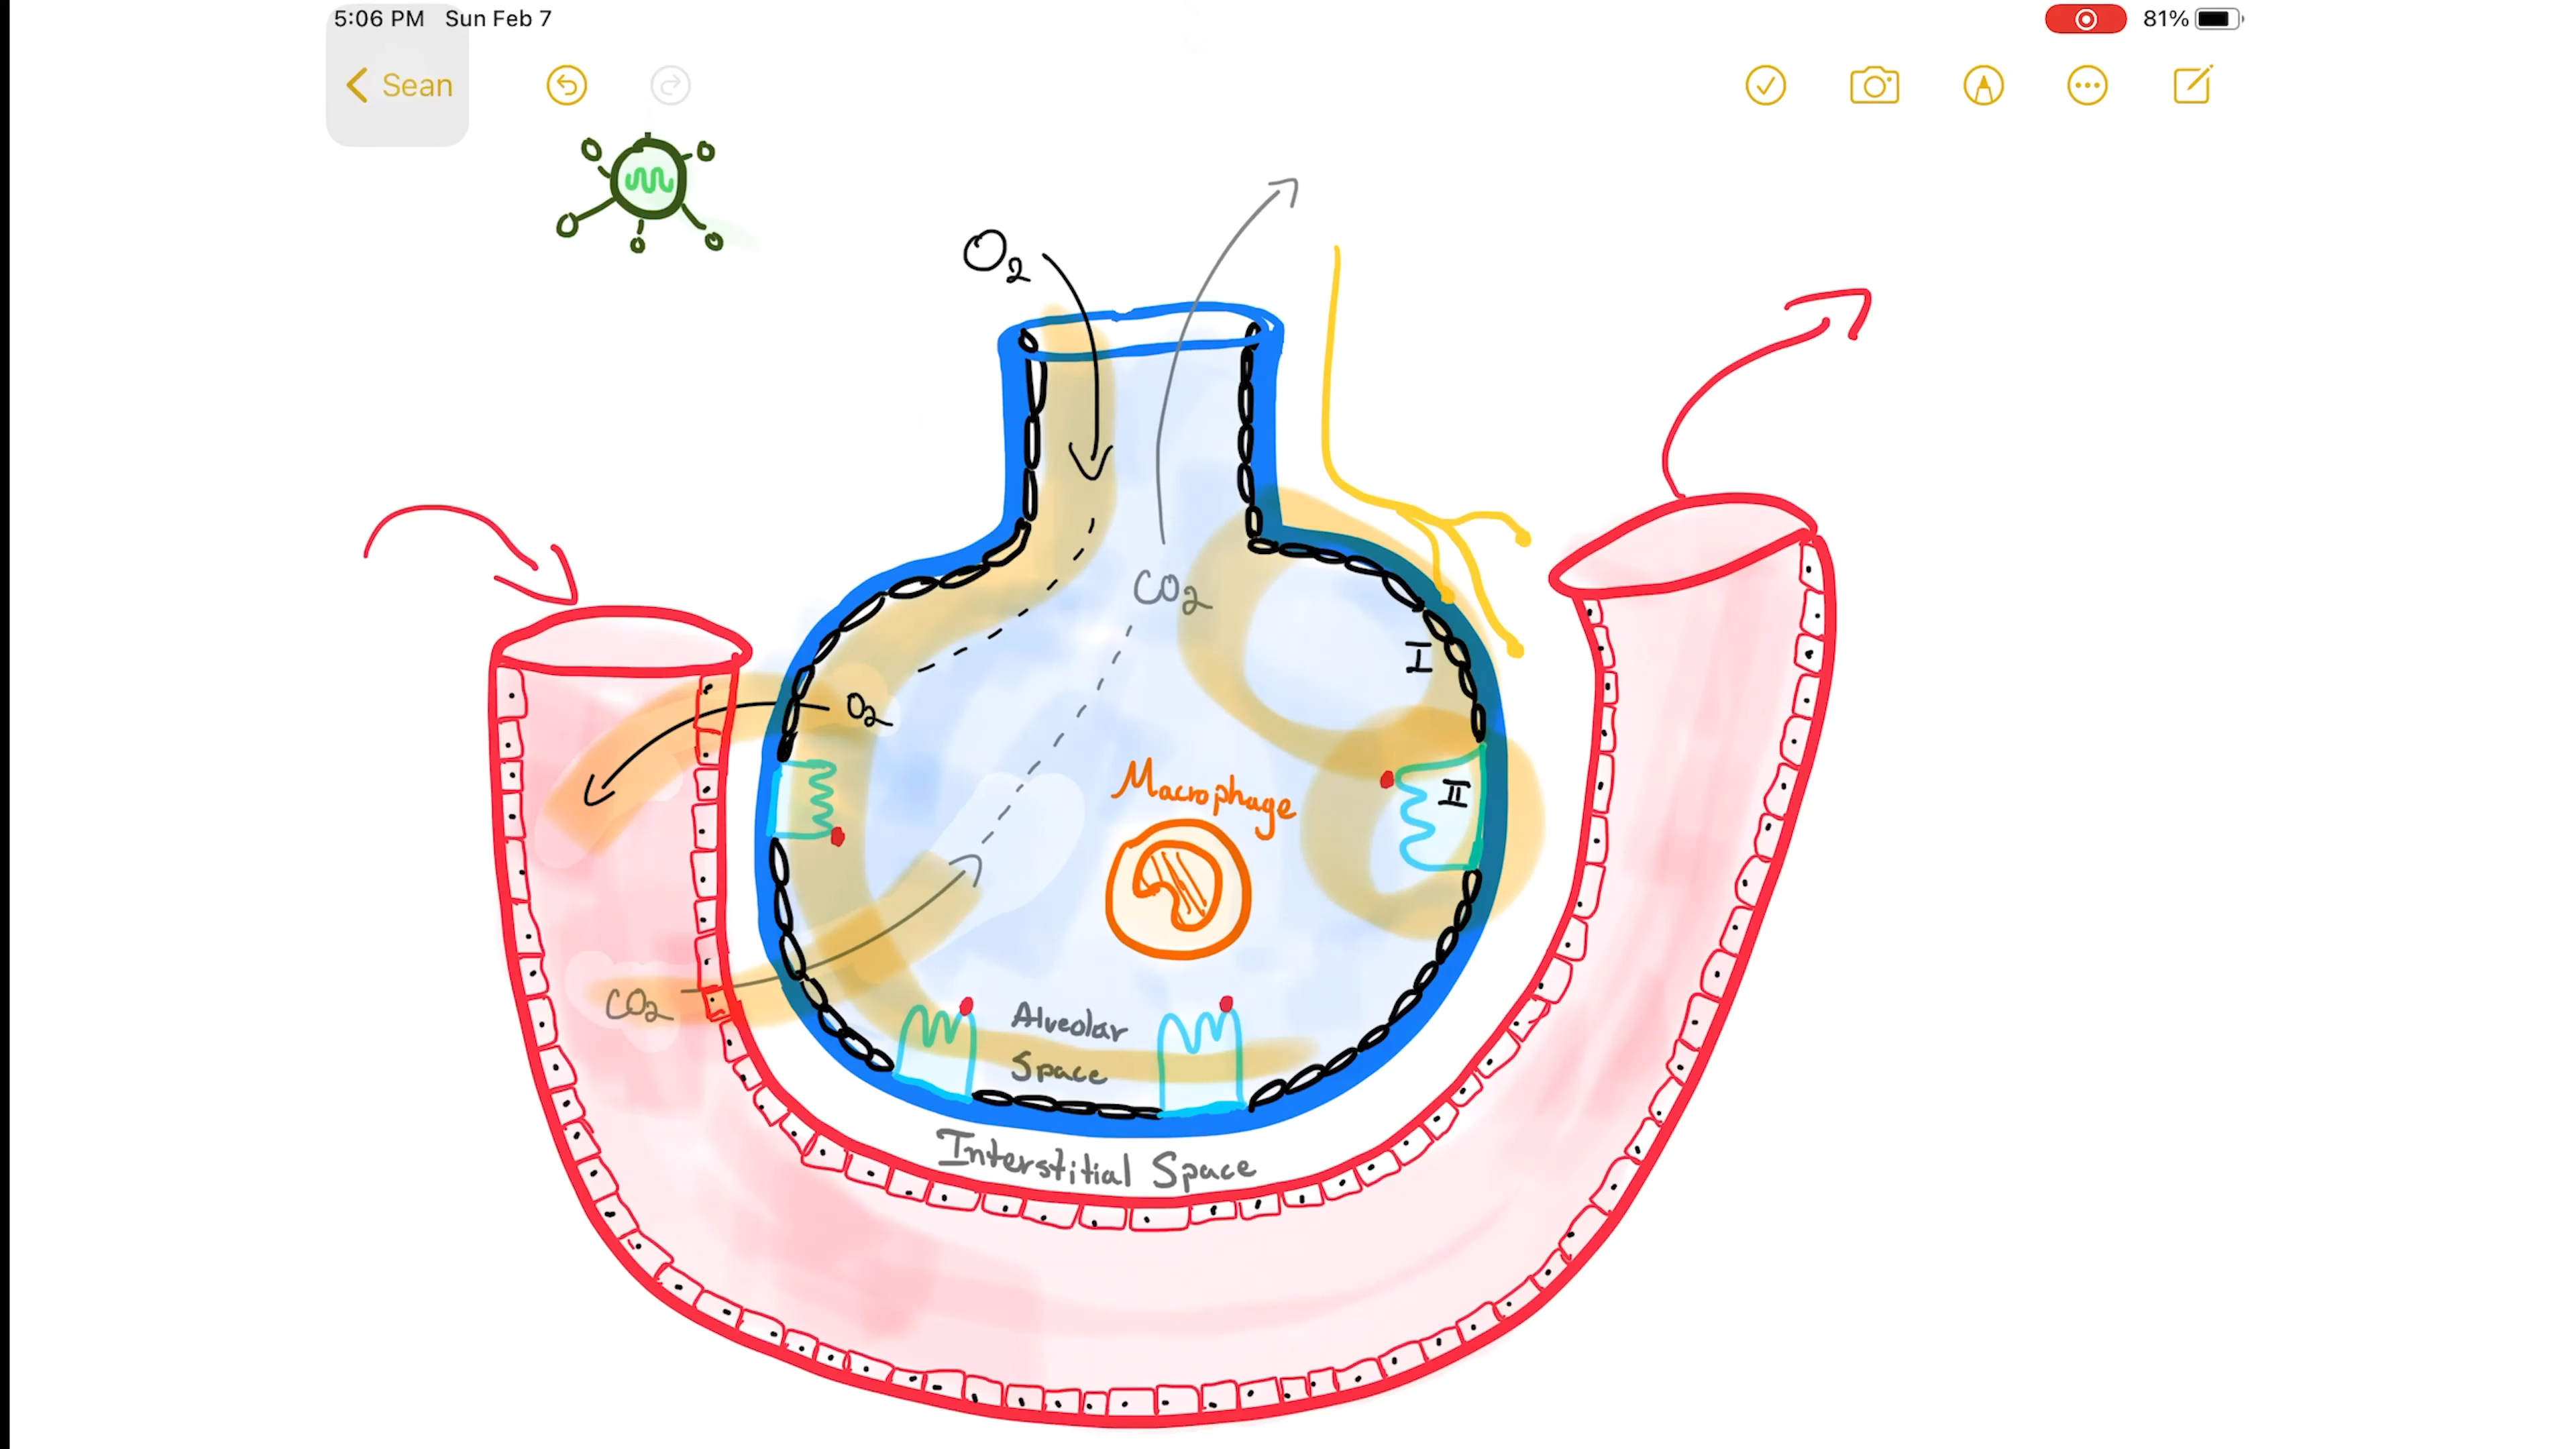 5:06 PM Sun Feb 7
81%
Sean
O₂
CO₂
I
O₂
Macrophage
II
CO₂
Alveolar
Space
Interstitial Space